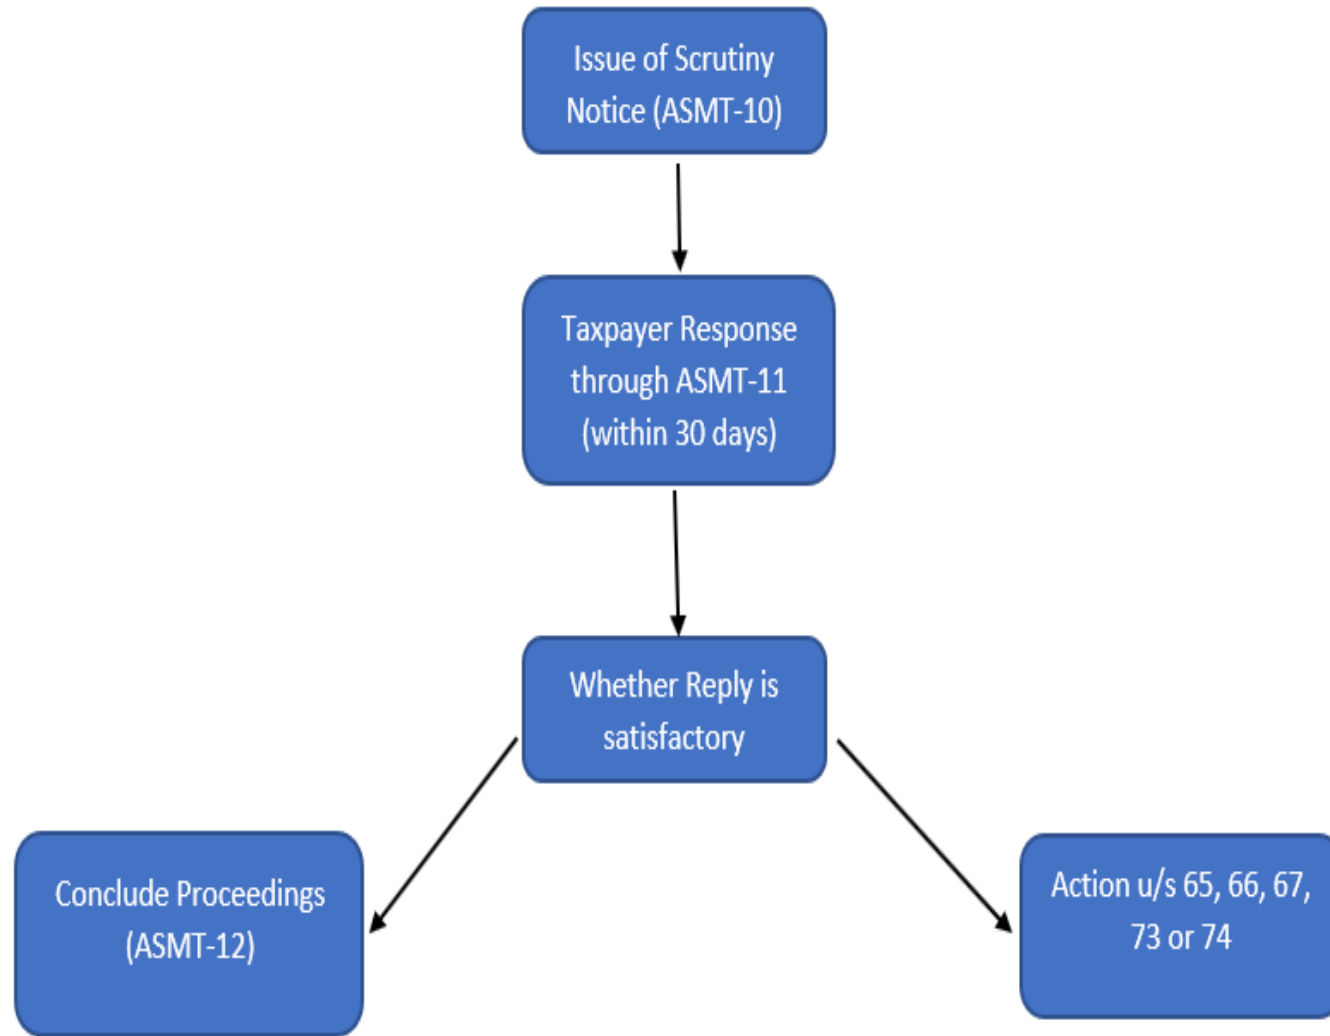 Issue of Scrutiny
Notice (ASMT-10)
Taxpayer Response
through ASMT-11
(within 30 days)
Whether Reply is
satisfactory
Conclude Proceedings
(ASMT-12)
Action u/s 65, 66, 67,
73 or 74